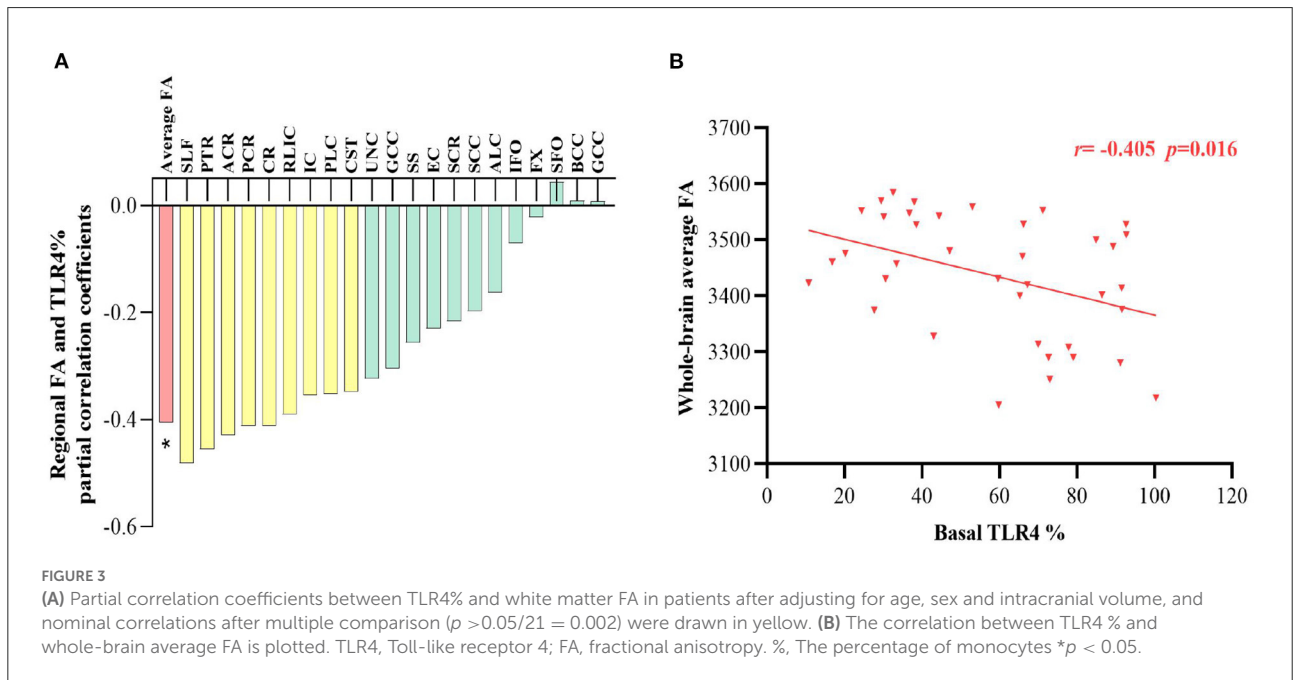 A
Average FA
SLF
PTR
ACR
PCR
CR
RLIC
IC
PLC
CST
UNC
GCC
SS
EC
SCR
SCC
ALC
IFO
FX
SFO
BCC
GCC
Regional FA and TLR4%
partial correlation coefficients
0.0
-0.2
-0.4
-0.6
*
B
r= -0.405 p=0.016
Whole-brain average FA
3700
3600
3500
3400
3300
3200
3100
0 20 40 60 80 100 120
Basal TLR4 %
FIGURE 3
(A) Partial correlation coefficients between TLR4% and white matter FA in patients after adjusting for age, sex and intracranial volume, and
nominal correlations after multiple comparison (p >0.05/21 = 0.002) were drawn in yellow. (B) The correlation between TLR4 % and
whole-brain average FA is plotted. TLR4, Toll-like receptor 4; FA, fractional anisotropy. %, The percentage of monocytes *p < 0.05.